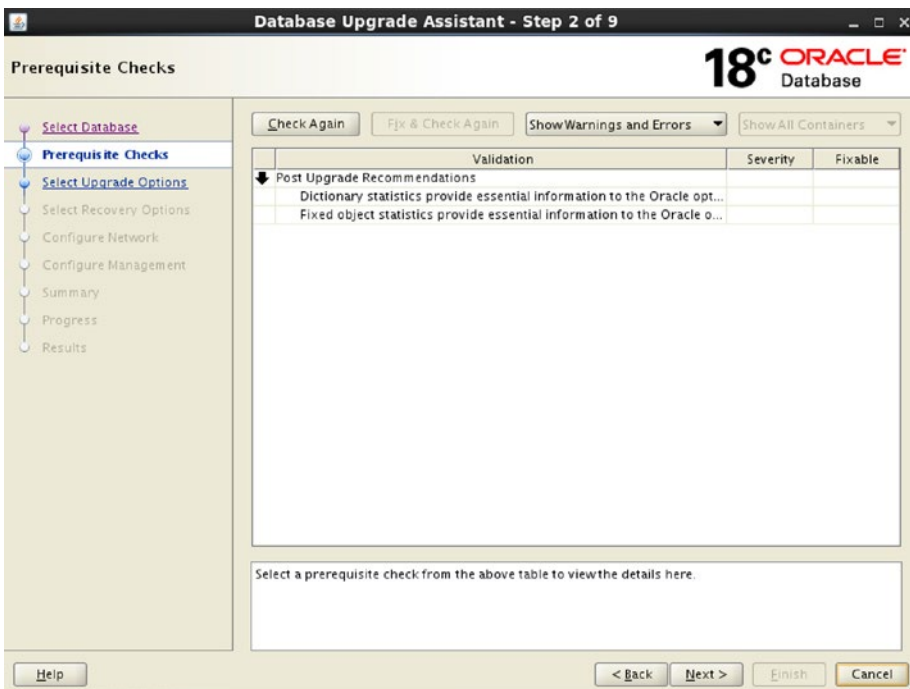 Database Upgrade Assistant - Step 2 of 9
Prerequisite Checks
18c ORACLE
Database
Select Database
Prerequisite Checks
Select Upgrade Options
Select Recovery Options
Configure Network
Configure Management
Summary
Progress
Results
Check Again Fix & Check Again Show Warnings and Errors Show All Containers
Validation Severity Fixable
Post Upgrade Recommendations
Dictionary statistics provide essential information to the Oracle opt...
Fixed object statistics provide essential information to the Oracle o...
Select a prerequisite check from the above table to view the details here.
Help < Back Next > Finish Cancel